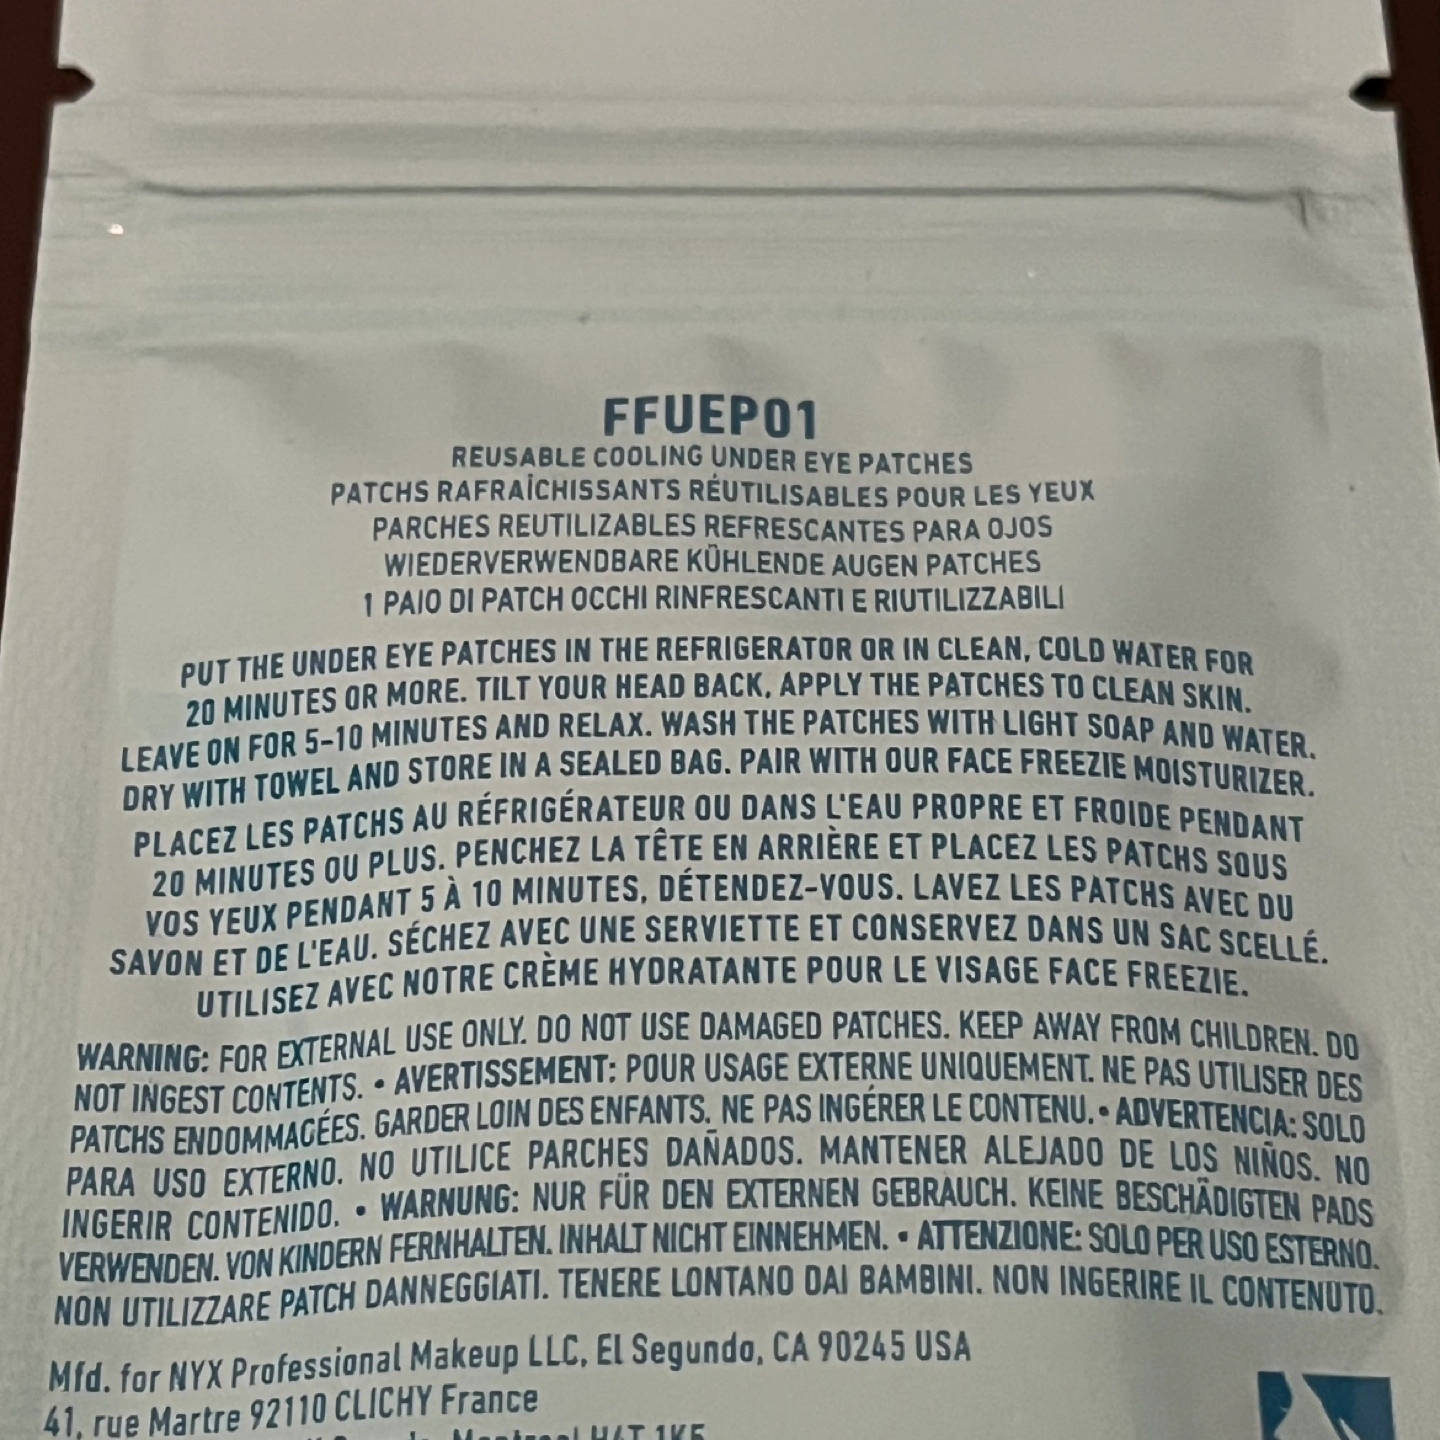 FFUEP01
REUSABLE COOLING UNDER EYE PATCHES
PATCHS RAFRAÎCHISSANTS RÉUTILISABLES POUR LES YEUX
PARCHES REUTILIZABLES REFRESCANTES PARA OJOS
WIEDERVERWENDBARE KÜHLENDE AUGEN PATCHES
1 PAIO DI PATCH OCCHI RINFRESCANTI E RIUTILIZZABILI
PUT THE UNDER EYE PATCHES IN THE REFRIGERATOR OR IN CLEAN, COLD WATER FOR
20 MINUTES OR MORE. TILT YOUR HEAD BACK, APPLY THE PATCHES TO CLEAN SKIN.
LEAVE ON FOR 5-10 MINUTES AND RELAX. WASH THE PATCHES WITH LIGHT SOAP AND WATER.
DRY WITH TOWEL AND STORE IN A SEALED BAG. PAIR WITH OUR FACE FREEZIE MOISTURIZER.
PLACEZ LES PATCHS AU RÉFRIGÉRATEUR OU DANS L'EAU PROPRE ET FROIDE PENDANT
20 MINUTES OU PLUS. PENCHEZ LA TÊTE EN ARRIÈRE ET PLACEZ LES PATCHS SOUS
VOS YEUX PENDANT 5 À 10 MINUTES, DÉTENDEZ-VOUS. LAVEZ LES PATCHS AVEC DU
SAVON ET DE L'EAU. SÉCHEZ AVEC UNE SERVIETTE ET CONSERVEZ DANS UN SAC SCELLÉ.
UTILISEZ AVEC NOTRE CRÈME HYDRATANTE POUR LE VISAGE FACE FREEZIE.
WARNING: FOR EXTERNAL USE ONLY. DO NOT USE DAMAGED PATCHES. KEEP AWAY FROM CHILDREN. DO
NOT INGEST CONTENTS. • AVERTISSEMENT: POUR USAGE EXTERNE UNIQUEMENT. NE PAS UTILISER DES
PATCHS ENDOMMAGÉES. GARDER LOIN DES ENFANTS. NE PAS INGÉRER LE CONTENU. • ADVERTENCIA: SOLO
PARA USO EXTERNO. NO UTILICE PARCHES DAÑADOS. MANTENER ALEJADO DE LOS NIÑOS. NO
INGERIR CONTENIDO. • WARNUNG: NUR FÜR DEN EXTERNEN GEBRAUCH. KEINE BESCHÄDIGTEN PADS
VERWENDEN. VON KINDERN FERNHALTEN. INHALT NICHT EINNEHMEN. • ATTENZIONE: SOLO PER USO ESTERNO.
NON UTILIZZARE PATCH DANNEGGIATI. TENERE LONTANO DAI BAMBINI. NON INGERIRE IL CONTENUTO.
Mfd. for NYX Professional Makeup LLC, El Segundo, CA 90245 USA
41, rue Martre 92110 CLICHY France
Montreal H4T 1K5